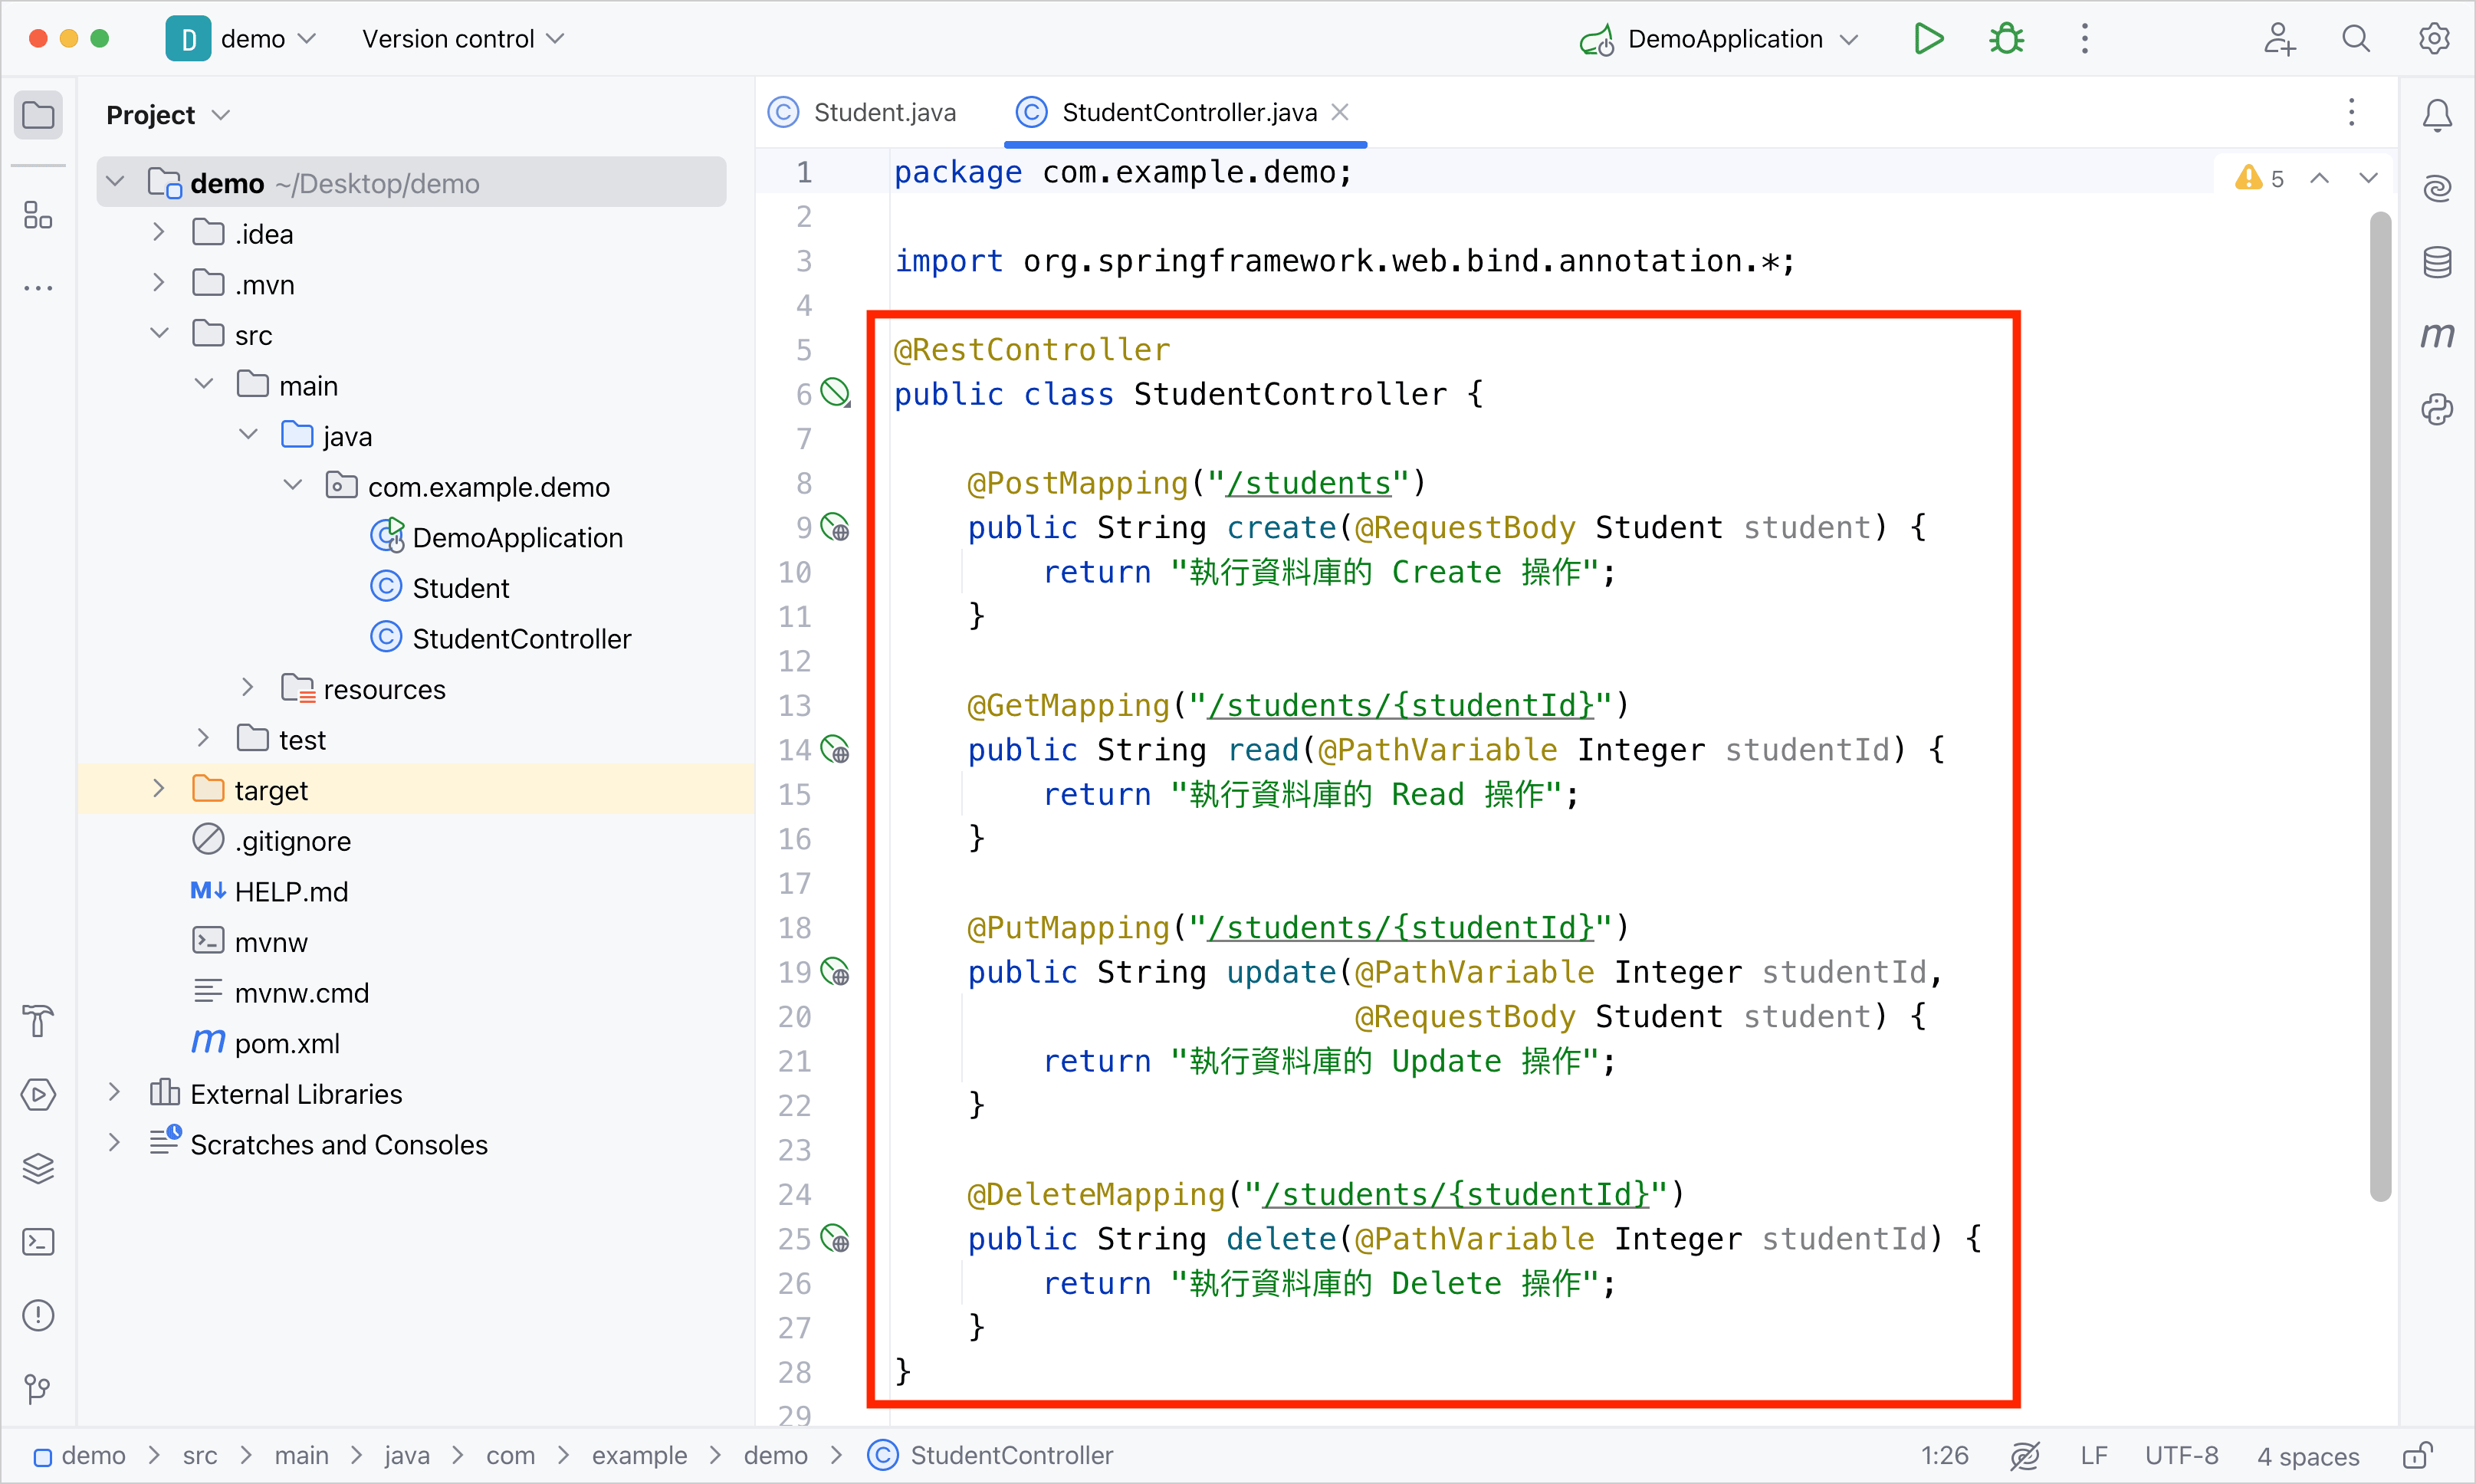 D demo Version control DemoApplication
Project
demo ~/Desktop/demo
.idea
.mvn
src
main
java
com.example.demo
DemoApplication
Student
StudentController
resources
test
target
.gitignore
M↓ HELP.md
mvnw
mvnw.cmd
m pom.xml
External Libraries
Scratches and Consoles
Student.java StudentController.java
5
1 package com.example.demo;
2
3 import org.springframework.web.bind.annotation.*;
4
5 @RestController
6 public class StudentController {
7
8     @PostMapping("/students")
9     public String create(@RequestBody Student student) {
10         return "執行資料庫的 Create 操作";
11     }
12
13     @GetMapping("/students/{studentId}")
14     public String read(@PathVariable Integer studentId) {
15         return "執行資料庫的 Read 操作";
16     }
17
18     @PutMapping("/students/{studentId}")
19     public String update(@PathVariable Integer studentId,
20                          @RequestBody Student student) {
21         return "執行資料庫的 Update 操作";
22     }
23
24     @DeleteMapping("/students/{studentId}")
25     public String delete(@PathVariable Integer studentId) {
26         return "執行資料庫的 Delete 操作";
27     }
28 }
29
m
demo > src > main > java > com > example > demo > StudentController 1:26 LF UTF-8 4 spaces